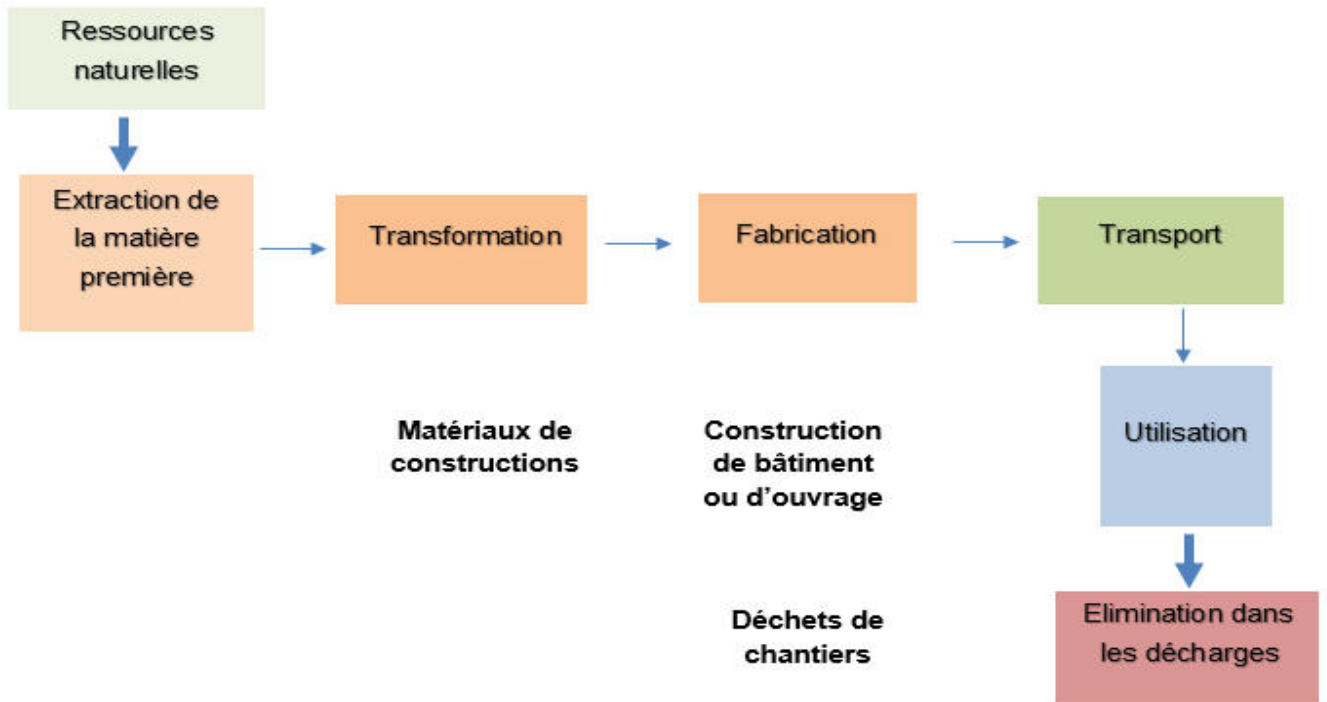 Ressources
naturelles
Extraction de
la matière
première
Transformation
Fabrication
Transport
Matériaux de
constructions
Construction
de bâtiment
ou d'ouvrage
Utilisation
Déchets de
chantiers
Elimination dans
les décharges